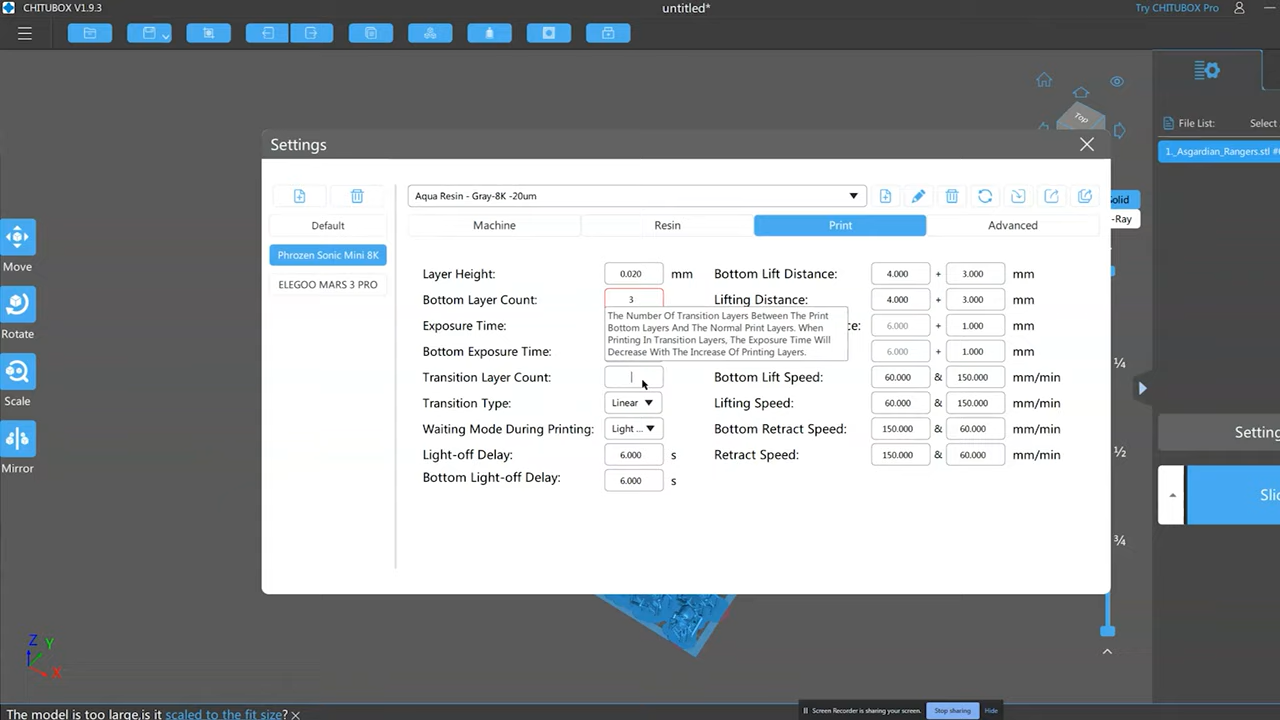 CHITUBOX V1.9.3
untitled*
Try CHITUBOX Pro
Top
File List:
Select
1._Asgardian_Rangers.stl
Settings
Aqua Resin - Gray-8K -20um
olid
-Ray
Default
Machine
Resin
Print
Advanced
Phrozen Sonic Mini 8K
ELEGOO MARS 3 PRO
Move
Rotate
Scale
Mirror
Layer Height:
0.020
mm
Bottom Lift Distance:
4.000
+
3.000
mm
Bottom Layer Count:
3
Lifting Distance:
4.000
+
3.000
mm
Exposure Time:
The Number Of Transition Layers Between The Print
Bottom Layers And The Normal Print Layers. When
Printing In Transition Layers, The Exposure Time Will
Decrease With The Increase Of Printing Layers.
ce:
6.000
+
1.000
mm
Bottom Exposure Time:
6.000
+
1.000
mm
Transition Layer Count:
Bottom Lift Speed:
60.000
&
150.000
mm/min
Transition Type:
Linear
Lifting Speed:
60.000
&
150.000
mm/min
Waiting Mode During Printing:
Light ...
Bottom Retract Speed:
150.000
&
60.000
mm/min
Light-off Delay:
6.000
s
Retract Speed:
150.000
&
60.000
mm/min
Bottom Light-off Delay:
6.000
s
¼
½
¾
Setting
Slic
Z
Y
X
The model is too large,is it scaled to the fit size?
Screen Recorder is sharing your screen.
Stop sharing
Hide